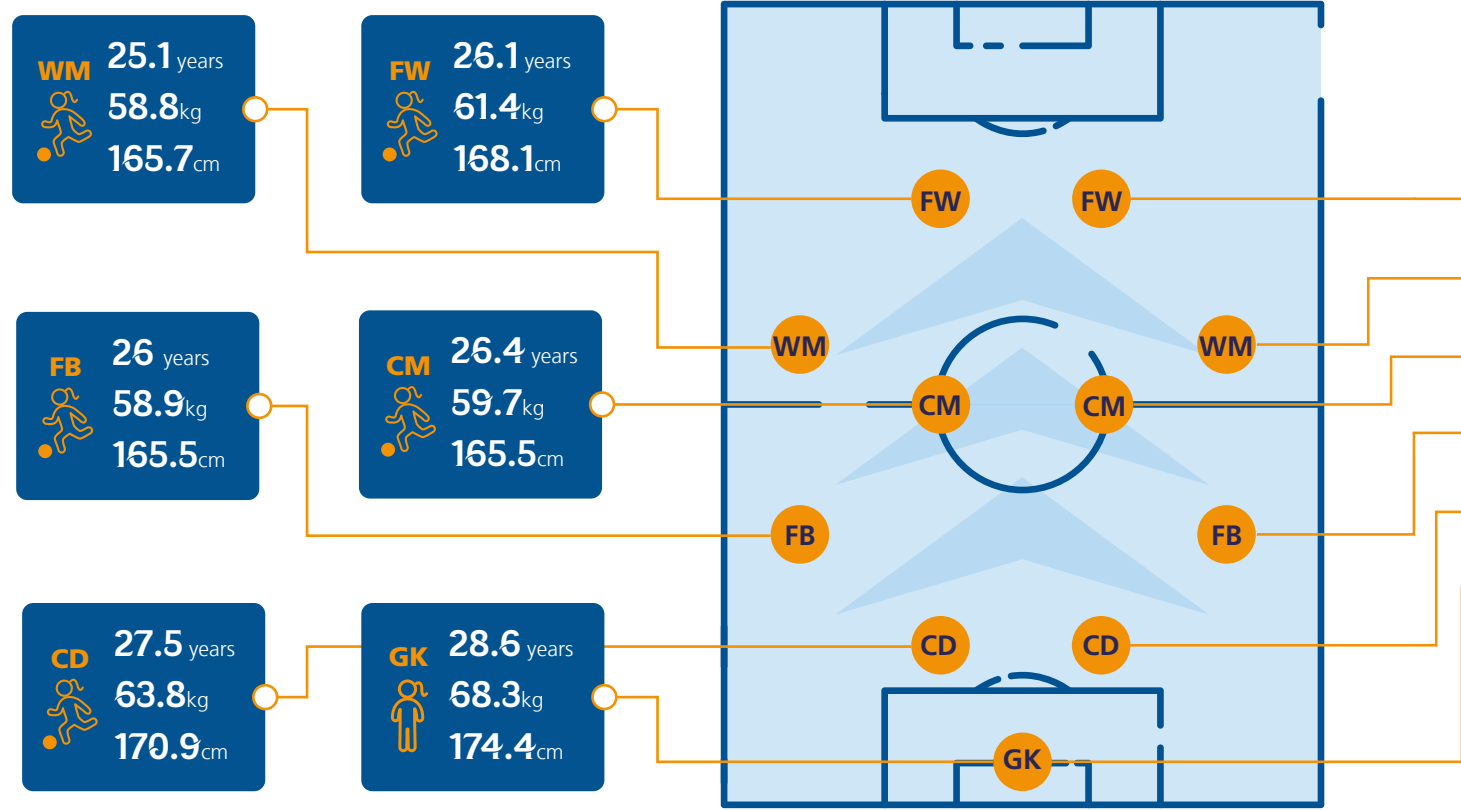 WM
25.1 years
58.8kg
165.7cm
FW
26.1 years
61.4kg
168.1cm
FB
26 years
58.9kg
165.5cm
CM
26.4 years
59.7kg
165.5cm
CD
27.5 years
63.8kg
170.9cm
GK
28.6 years
68.3kg
174.4cm
FW FW
WM WM
CM CM
FB FB
CD CD
GK